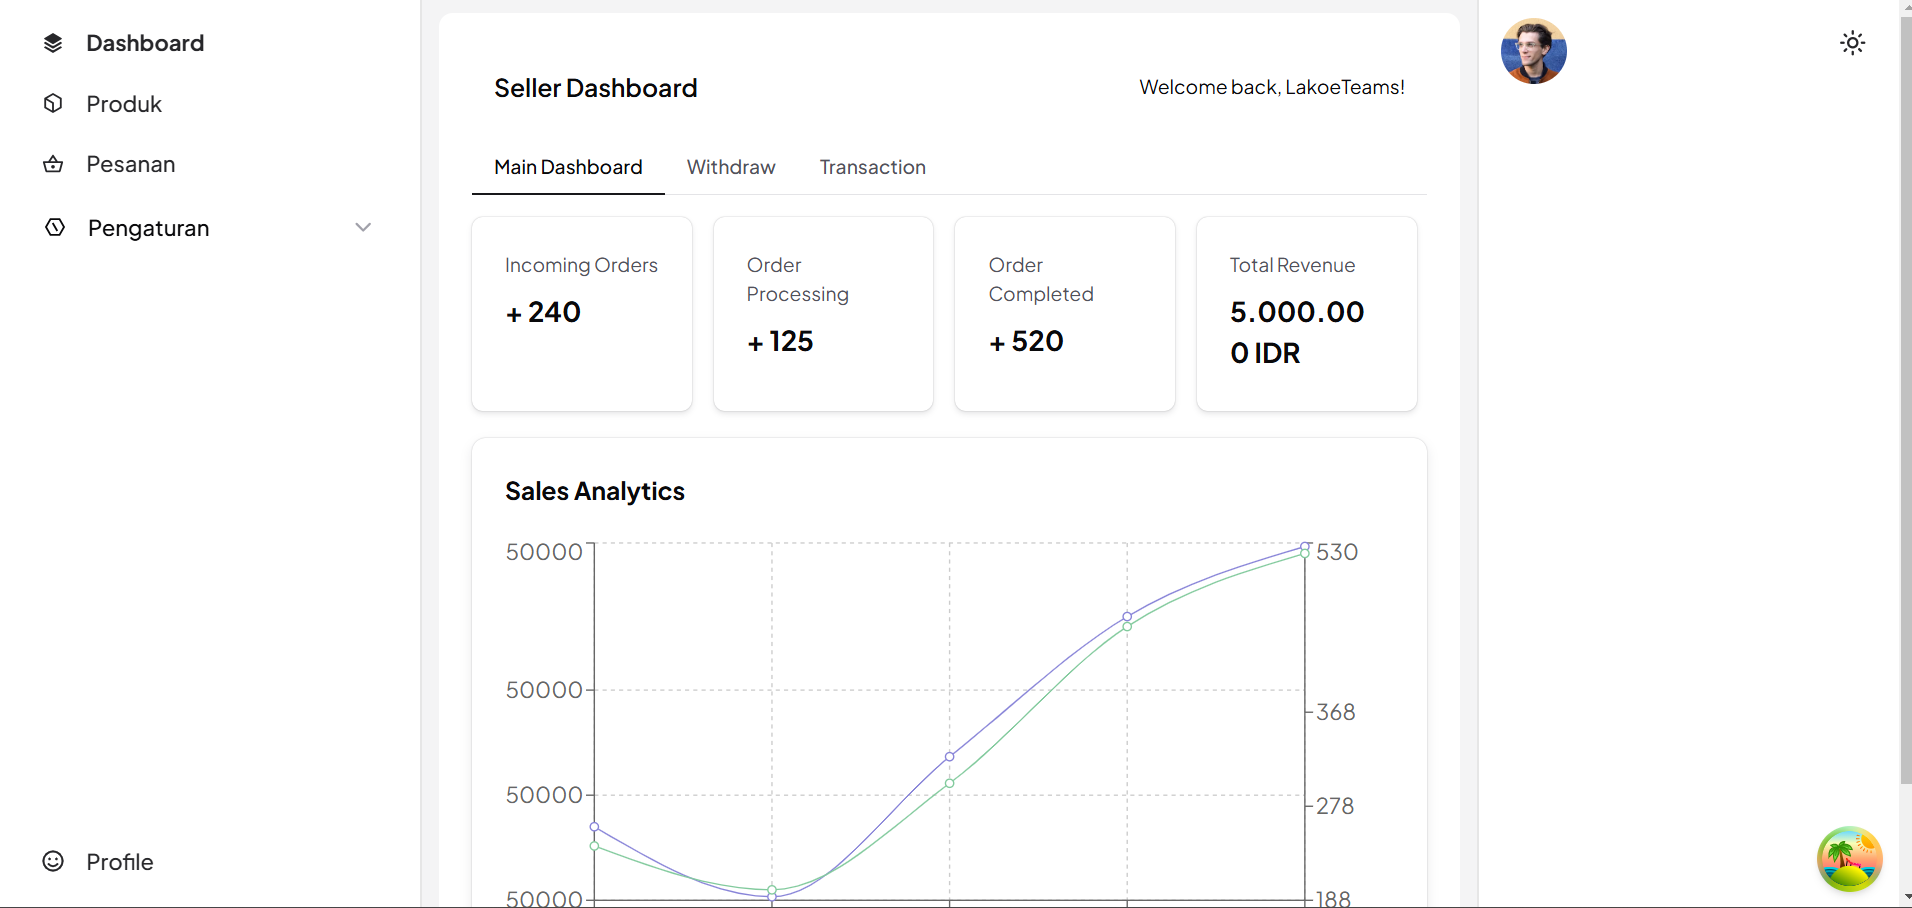 Dashboard
Produk
Pesanan
Pengaturan
Profile
Seller Dashboard
Welcome back, LakoeTeams!
Main Dashboard
Withdraw
Transaction
Incoming Orders
+ 240
Order
Processing
+ 125
Order
Completed
+ 520
Total Revenue
5.000.00
0 IDR
Sales Analytics
50000
50000
50000
50000
530
368
278
188